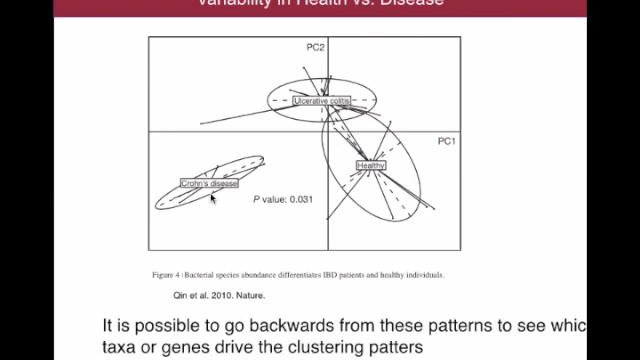 Variability in Health vs. Disease
PC2
Ulcerative colitis
PC1
Healthy
Crohn's disease
P value: 0.031
Figure 4 | Bacterial species abundance differentiates IBD patients and healthy individuals.
Qin et al. 2010. Nature.
It is possible to go backwards from these patterns to see whic
taxa or genes drive the clustering patters